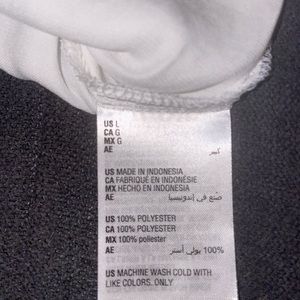 US L
CA G
MX G
AE كبير
US MADE IN INDONESIA
CA FABRIQUÉ EN INDONÉSIE
MX HECHO EN INDONESIA
AE صنع في إندونيسيا
US 100% POLYESTER
CA 100% POLYESTER
MX 100% poliéster
AE 100% بولي أستر
US MACHINE WASH COLD WITH
LIKE COLORS. ONLY